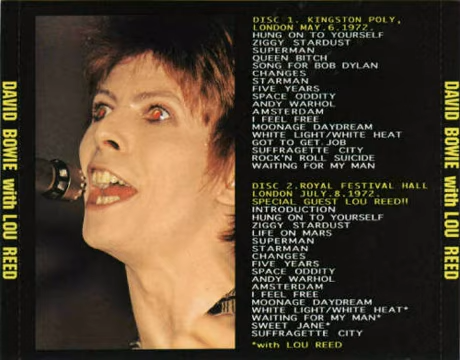 DAVID BOWIE with LOU REED
DISC 1. KINGSTON POLY,
LONDON MAY.6.1972.
HUNG ON TO YOURSELF
ZIGGY STARDUST
SUPERMAN
QUEEN BITCH
SONG FOR BOB DYLAN
CHANGES
STARMAN
FIVE YEARS
SPACE ODDITY
ANDY WARHOL
AMSTERDAM
I FEEL FREE
MOONAGE DAYDREAM
WHITE LIGHT/WHITE HEAT
GOT TO GET JOB
SUFFRAGETTE CITY
ROCK'N ROLL SUICIDE
WAITING FOR MY MAN
DISC 2.ROYAL FESTIVAL HALL
LONDON JULY.8.1972.
SPECIAL GUEST LOU REED!!
INTRODUCTION
HUNG ON TO YOURSELF
ZIGGY STARDUST
LIFE ON MARS
SUPERMAN
STARMAN
CHANGES
FIVE YEARS
SPACE ODDITY
ANDY WARHOL
AMSTERDAM
I FEEL FREE
MOONAGE DAYDREAM
WHITE LIGHT/WHITE HEAT*
WAITING FOR MY MAN*
SWEET JANE*
SUFFRAGETTE CITY
*with LOU REED
DAVID BOWIE with LOU REED